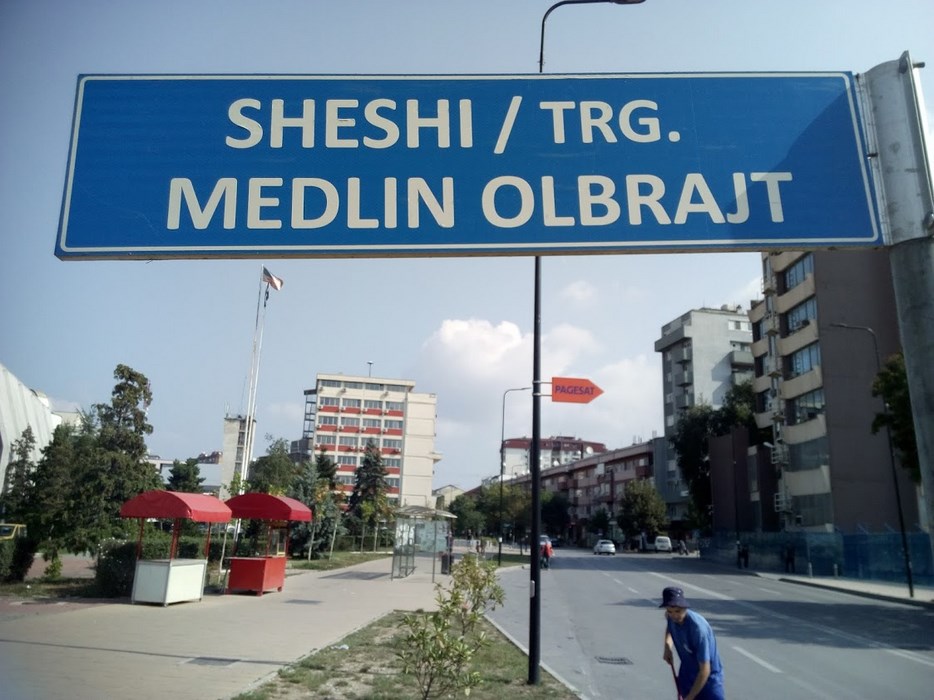 SHESHI / TRG.
MEDLIN OLBRAJT
PAGESAT